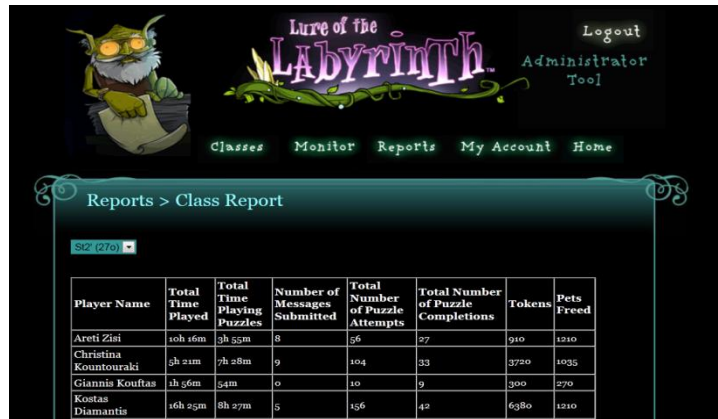 Lure of the
LAbyrinth™
Logout
Administrator
Tool
Classes Monitor Reports My Account Home
Reports > Class Report
St2' (27o)
Player Name Total Time Played Total Time Playing Puzzles Number of Messages Submitted Total Number of Puzzle Attempts Total Number of Puzzle Completions Tokens Pets Freed
Areti Zisi 10h 16m 3h 55m 8 56 27 910 1210
Christina Kountouraki 5h 21m 7h 28m 9 104 33 3720 1035
Giannis Kouftas 1h 56m 54m 0 10 9 300 270
Kostas Diamantis 16h 25m 8h 27m 5 156 42 6380 1210